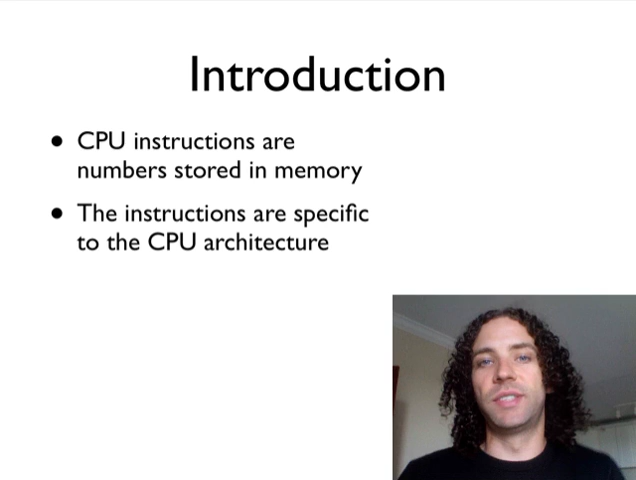 Introduction
• CPU instructions are
numbers stored in memory
• The instructions are specific
to the CPU architecture